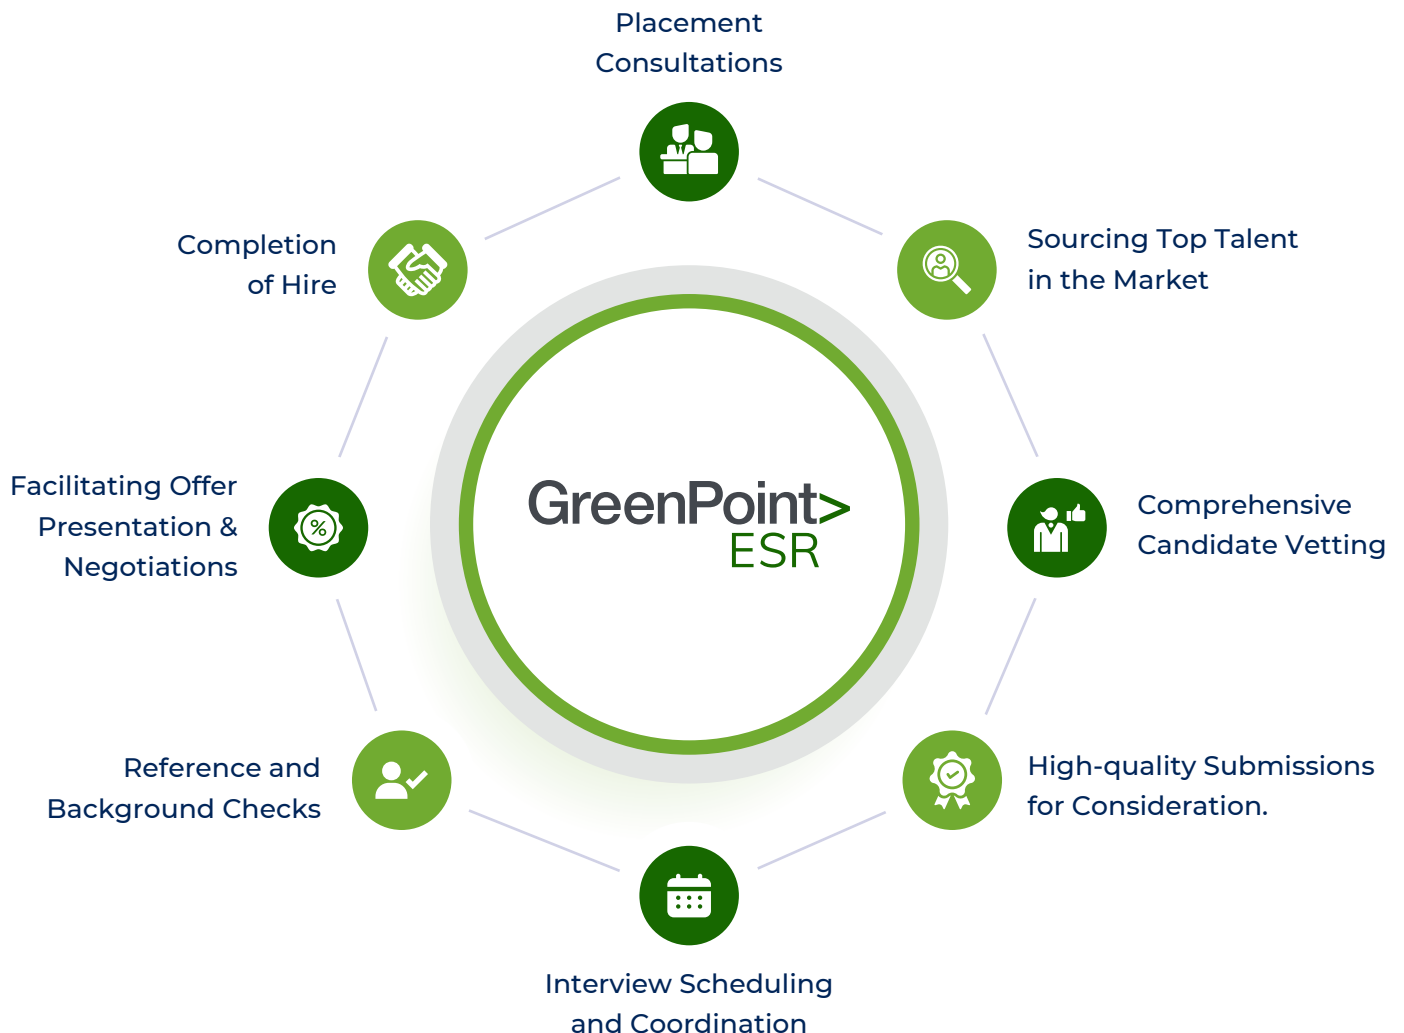 Placement
Consultations
Sourcing Top Talent
in the Market
Comprehensive
Candidate Vetting
High-quality Submissions
for Consideration.
Interview Scheduling
and Coordination
Reference and
Background Checks
Facilitating Offer
Presentation &
Negotiations
Completion
of Hire
GreenPoint>
ESR
%